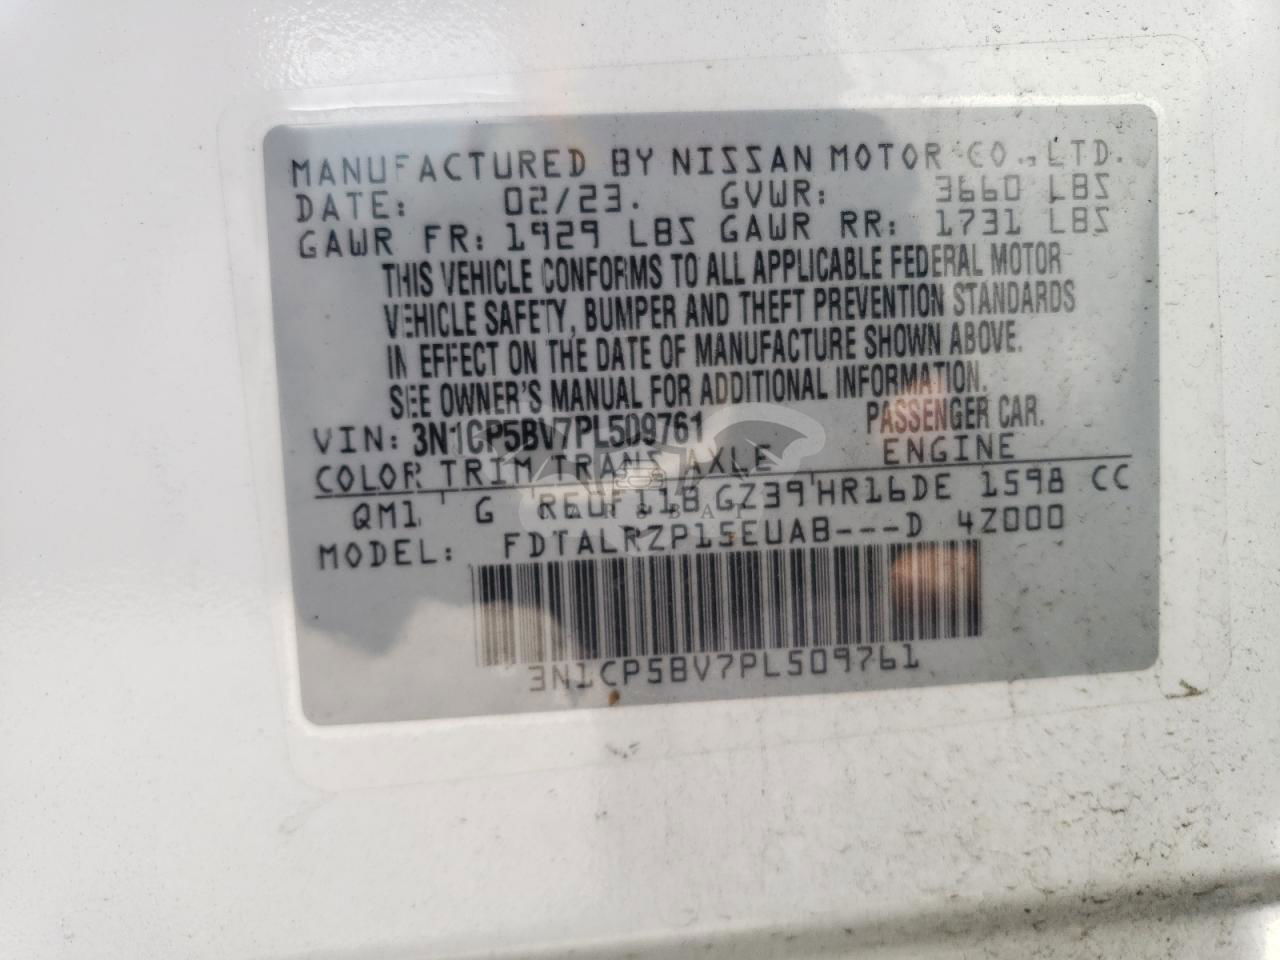 MANUFACTURED BY NISSAN MOTOR CO.,LTD.
DATE: 02/23. GVWR: 3660 LBS
GAWR FR: 1929 LBS GAWR RR: 1731 LBS
THIS VEHICLE CONFORMS TO ALL APPLICABLE FEDERAL MOTOR
VEHICLE SAFETY, BUMPER AND THEFT PREVENTION STANDARDS
IN EFFECT ON THE DATE OF MANUFACTURE SHOWN ABOVE.
SEE OWNER'S MANUAL FOR ADDITIONAL INFORMATION.
VIN: 3N1CP5BV7PL509761 PASSENGER CAR.
COLOR TRIM TRANS AXLE ENGINE
QM1 G RE0F11B GZ39 HR16DE 1598 CC
CARSBAT
MODEL: FDTALRZP15EUAB---D 4Z000
3N1CP5BV7PL509761